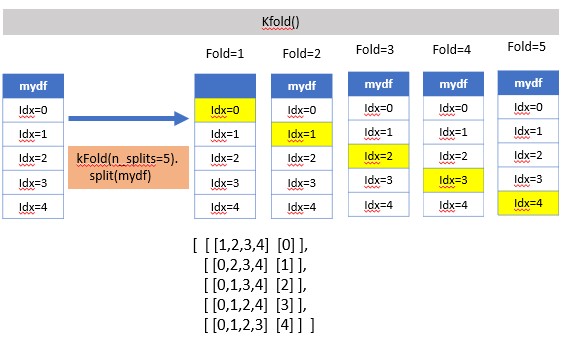 Kfold()
Fold=1 Fold=2 Fold=3 Fold=4 Fold=5
mydf mydf mydf mydf mydf
Idx=0 Idx=0 Idx=0 Idx=0 Idx=0 Idx=0
Idx=1 Idx=1 Idx=1 Idx=1 Idx=1 Idx=1
Idx=2 Idx=2 Idx=2 Idx=2 Idx=2 Idx=2
Idx=3 Idx=3 Idx=3 Idx=3 Idx=3 Idx=3
Idx=4 Idx=4 Idx=4 Idx=4 Idx=4 Idx=4
kFold(n_splits=5).
split(mydf)
[ [ [1,2,3,4] [0] ],
[ [0,2,3,4] [1] ],
[ [0,1,3,4] [2] ],
[ [0,1,2,4] [3] ],
[ [0,1,2,3] [4] ] ]